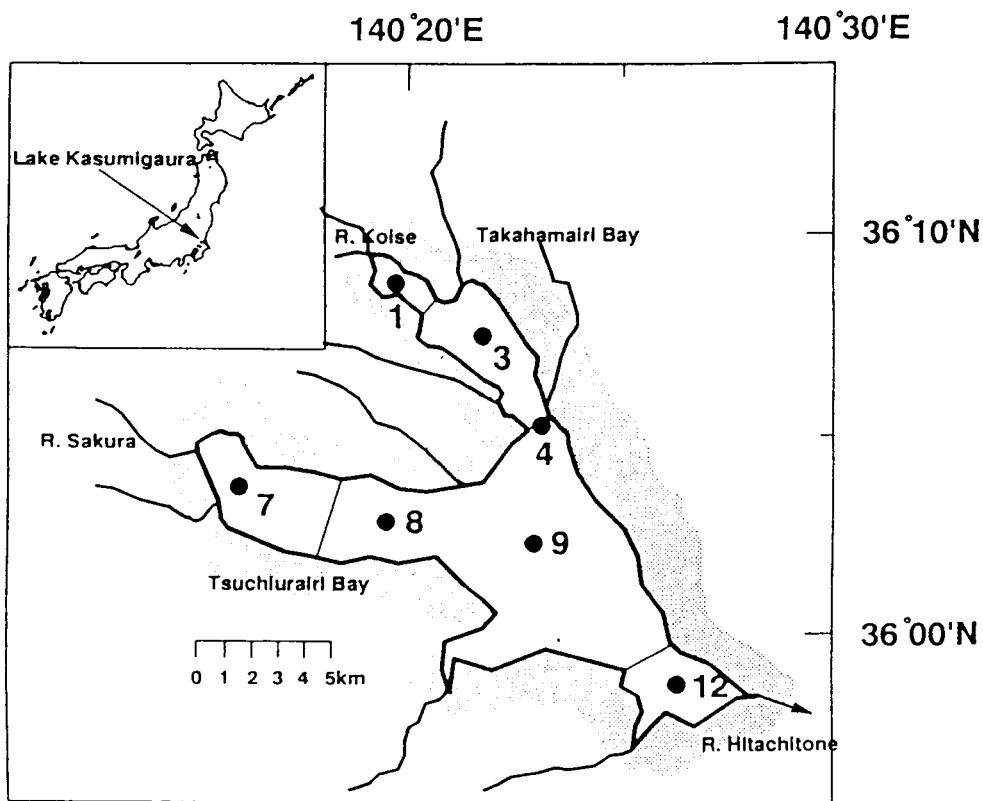 140°20'E
140°30'E
Lake Kasumigaura
R. Koise
Takahamairi Bay
36°10'N
1
3
4
R. Sakura
7
8
9
Tsuchiurairi Bay
36°00'N
0 1 2 3 4 5km
12
R. Hitachitone